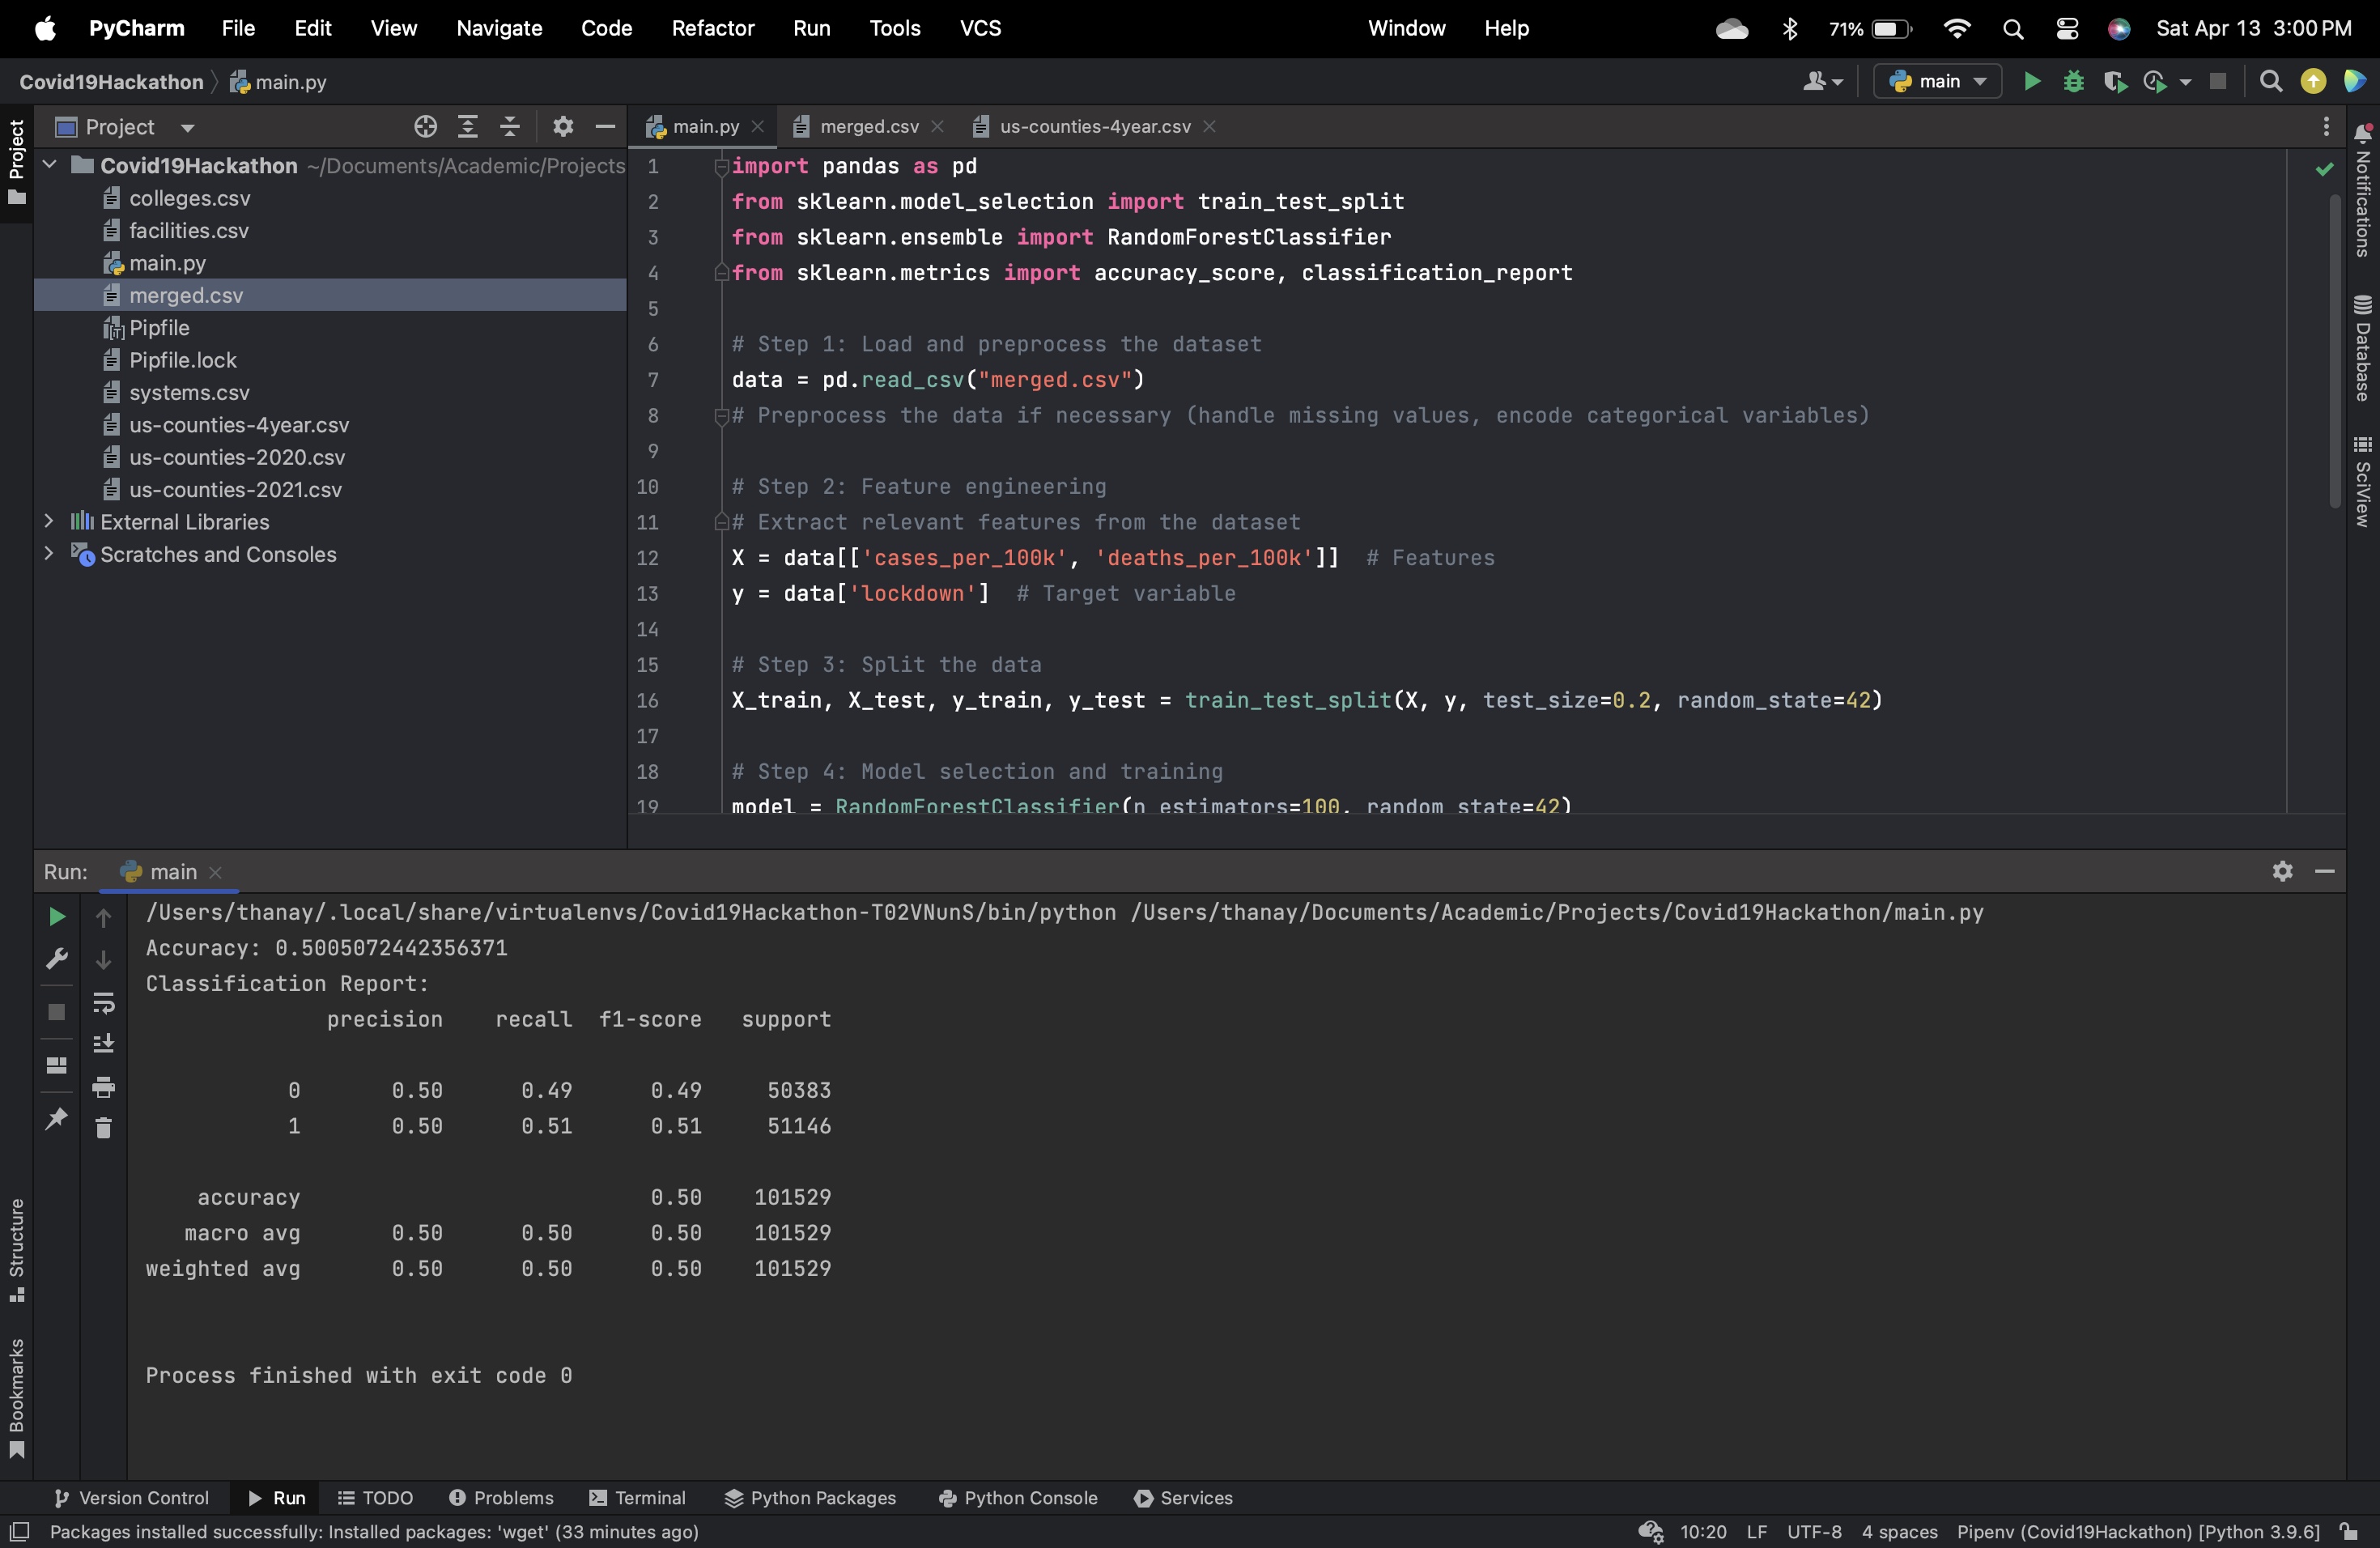 PyCharm File Edit View Navigate Code Refactor Run Tools VCS Window Help 71% Sat Apr 13 3:00 PM
Covid19Hackathon main.py main
Project
Project main.py merged.csv us-counties-4year.csv
Covid19Hackathon ~/Documents/Academic/Projects
colleges.csv
facilities.csv
main.py
merged.csv
Pipfile
Pipfile.lock
systems.csv
us-counties-4year.csv
us-counties-2020.csv
us-counties-2021.csv
External Libraries
Scratches and Consoles
1 import pandas as pd
2 from sklearn.model_selection import train_test_split
3 from sklearn.ensemble import RandomForestClassifier
4 from sklearn.metrics import accuracy_score, classification_report
5
6 # Step 1: Load and preprocess the dataset
7 data = pd.read_csv("merged.csv")
8 # Preprocess the data if necessary (handle missing values, encode categorical variables)
9
10 # Step 2: Feature engineering
11 # Extract relevant features from the dataset
12 X = data[['cases_per_100k', 'deaths_per_100k']]  # Features
13 y = data['lockdown']  # Target variable
14
15 # Step 3: Split the data
16 X_train, X_test, y_train, y_test = train_test_split(X, y, test_size=0.2, random_state=42)
17
18 # Step 4: Model selection and training
19 model = RandomForestClassifier(n_estimators=100, random_state=42)
Notifications
Database
SciView
Run: main
/Users/thanay/.local/share/virtualenvs/Covid19Hackathon-T02VNunS/bin/python /Users/thanay/Documents/Academic/Projects/Covid19Hackathon/main.py
Accuracy: 0.5005072442356371
Classification Report:
precision recall f1-score support
0 0.50 0.49 0.49 50383
1 0.50 0.51 0.51 51146
accuracy 0.50 101529
macro avg 0.50 0.50 0.50 101529
weighted avg 0.50 0.50 0.50 101529
Process finished with exit code 0
Structure
Bookmarks
Version Control Run TODO Problems Terminal Python Packages Python Console Services
Packages installed successfully: Installed packages: 'wget' (33 minutes ago) 10:20 LF UTF-8 4 spaces Pipenv (Covid19Hackathon) [Python 3.9.6]